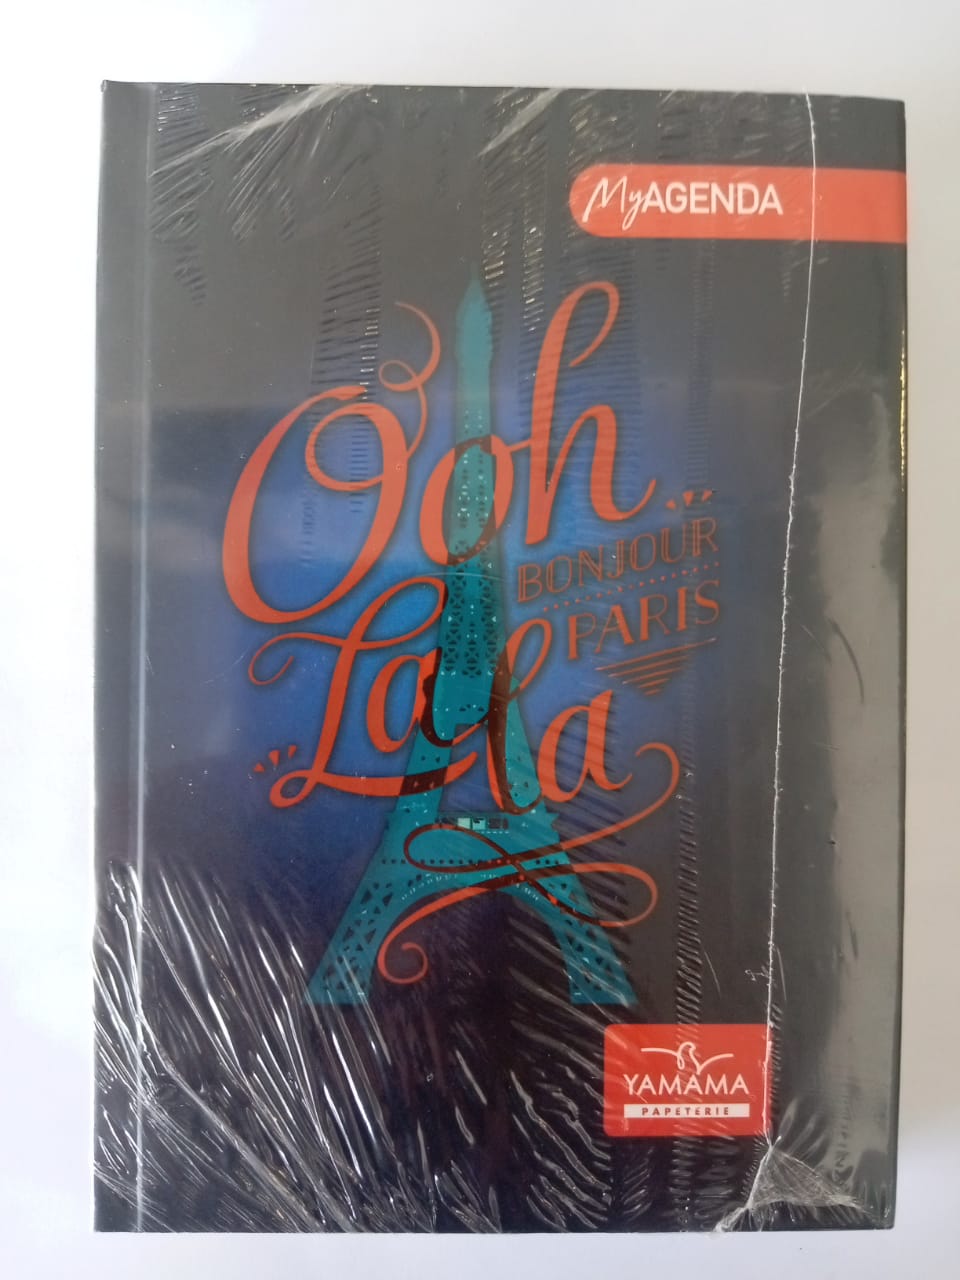 MyAGENDA
Ooh
BONJOUR
PARIS
La la
YAMAMA
PAPETERIE